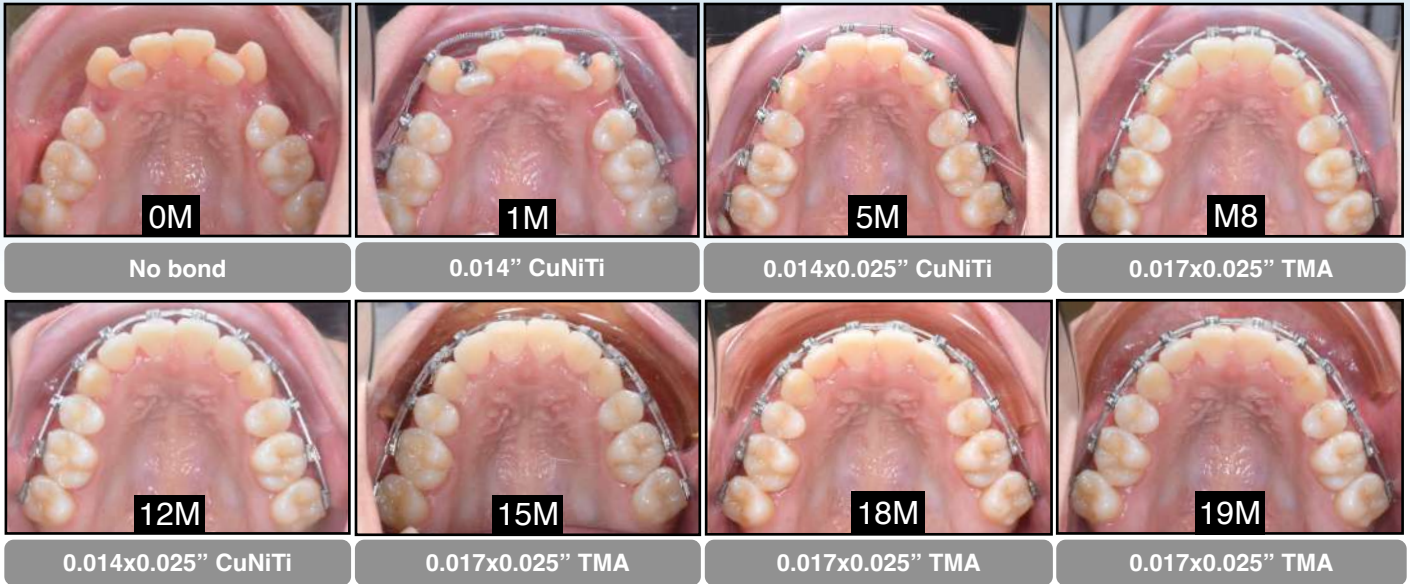 0M
1M
5M
M8
No bond
0.014” CuNiTi
0.014x0.025” CuNiTi
0.017x0.025” TMA
12M
15M
18M
19M
0.014x0.025” CuNiTi
0.017x0.025” TMA
0.017x0.025” TMA
0.017x0.025” TMA